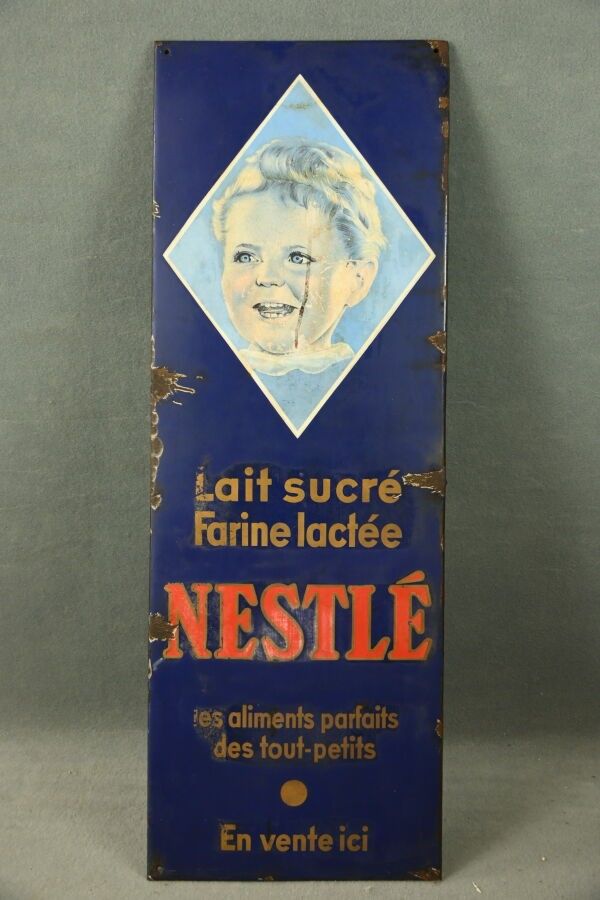 Lait sucré
Farine lactée
NESTLÉ
les aliments parfaits
des tout-petits
En vente ici